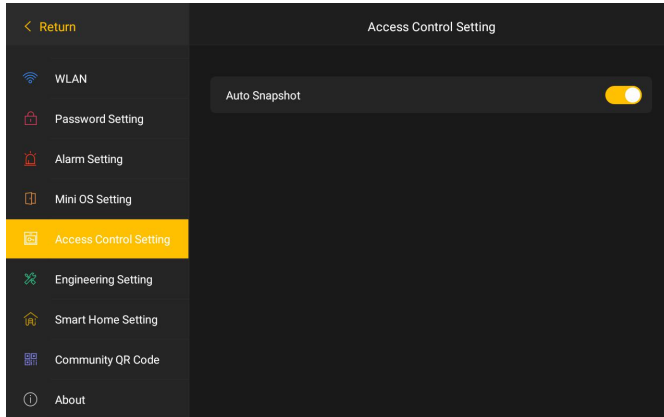 Return
Access Control Setting
WLAN
Auto Snapshot
Password Setting
Alarm Setting
Mini OS Setting
Access Control Setting
Engineering Setting
Smart Home Setting
Community QR Code
About